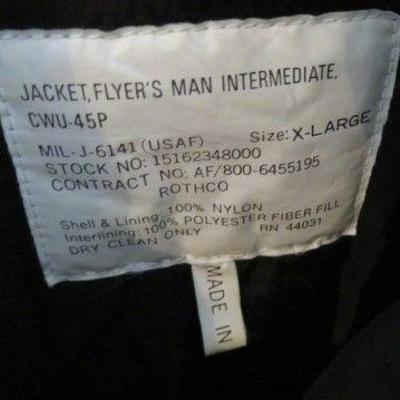 JACKET, FLYER'S MAN INTERMEDIATE,
CWU-45P
MIL-J-6141 (USAF) Size: X-LARGE
STOCK NO: 15162348000
CONTRACT NO: AF/800-6455195
ROTHCO
Shell & Lining: 100% NYLON
Interlining: 100% POLYESTER FIBER FILL
DRY CLEAN ONLY RN 44031
MADE IN